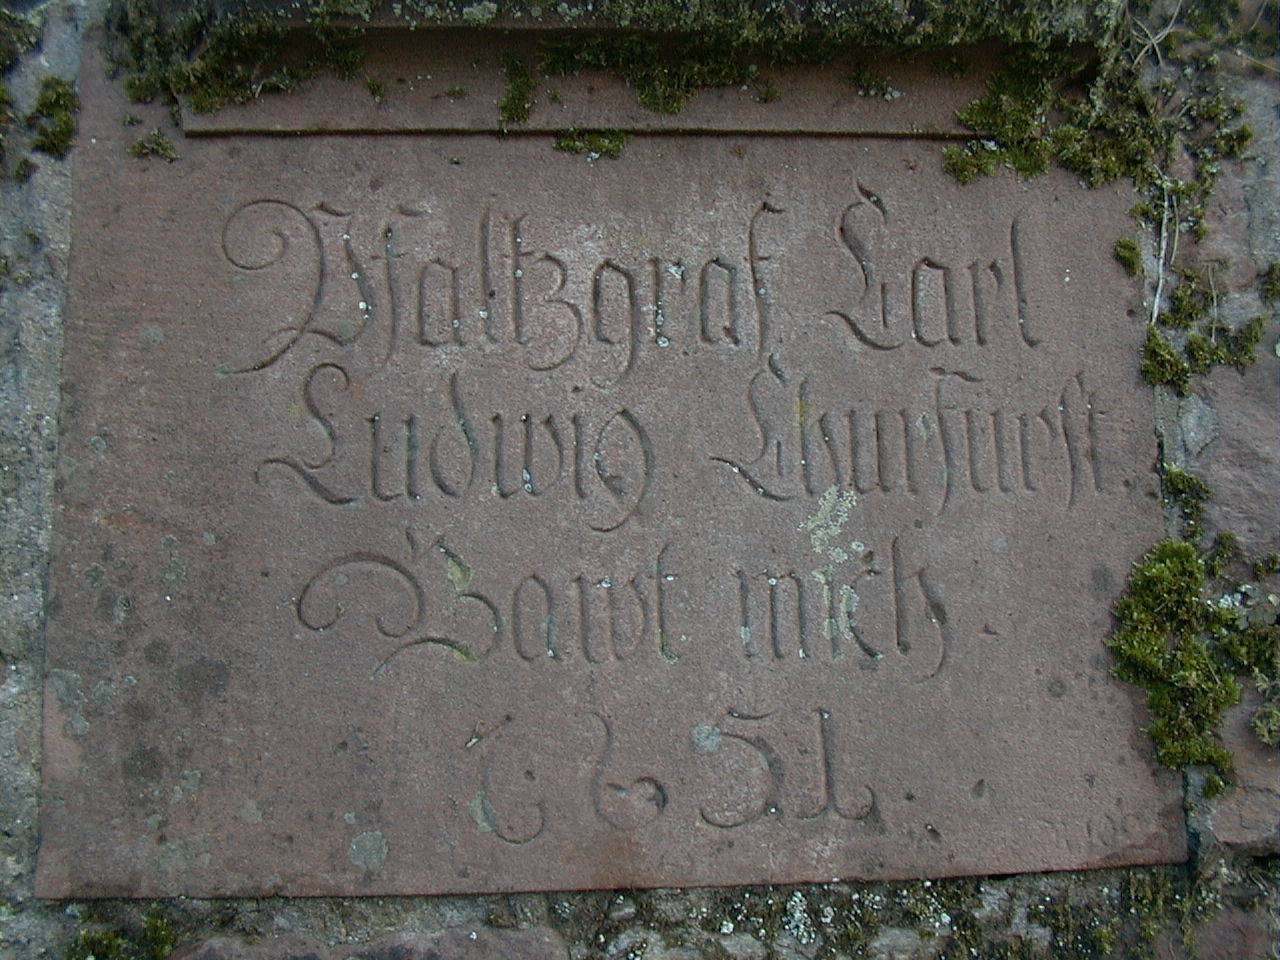 Pfaltzgraf Carl
Ludwig Churfürst
Bawt mich.
1651.